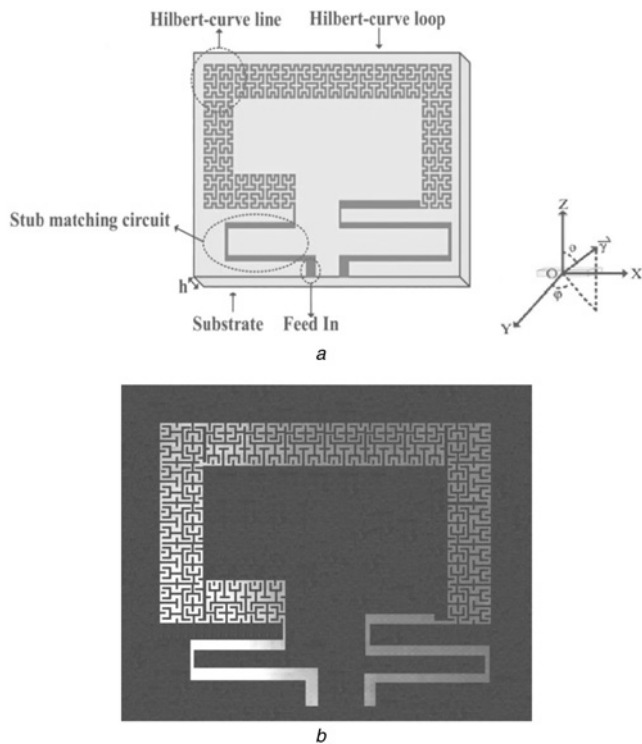 Hilbert-curve line
Hilbert-curve loop
Stub matching circuit
h
Substrate
Feed In
Z
X
Y
O
a
b